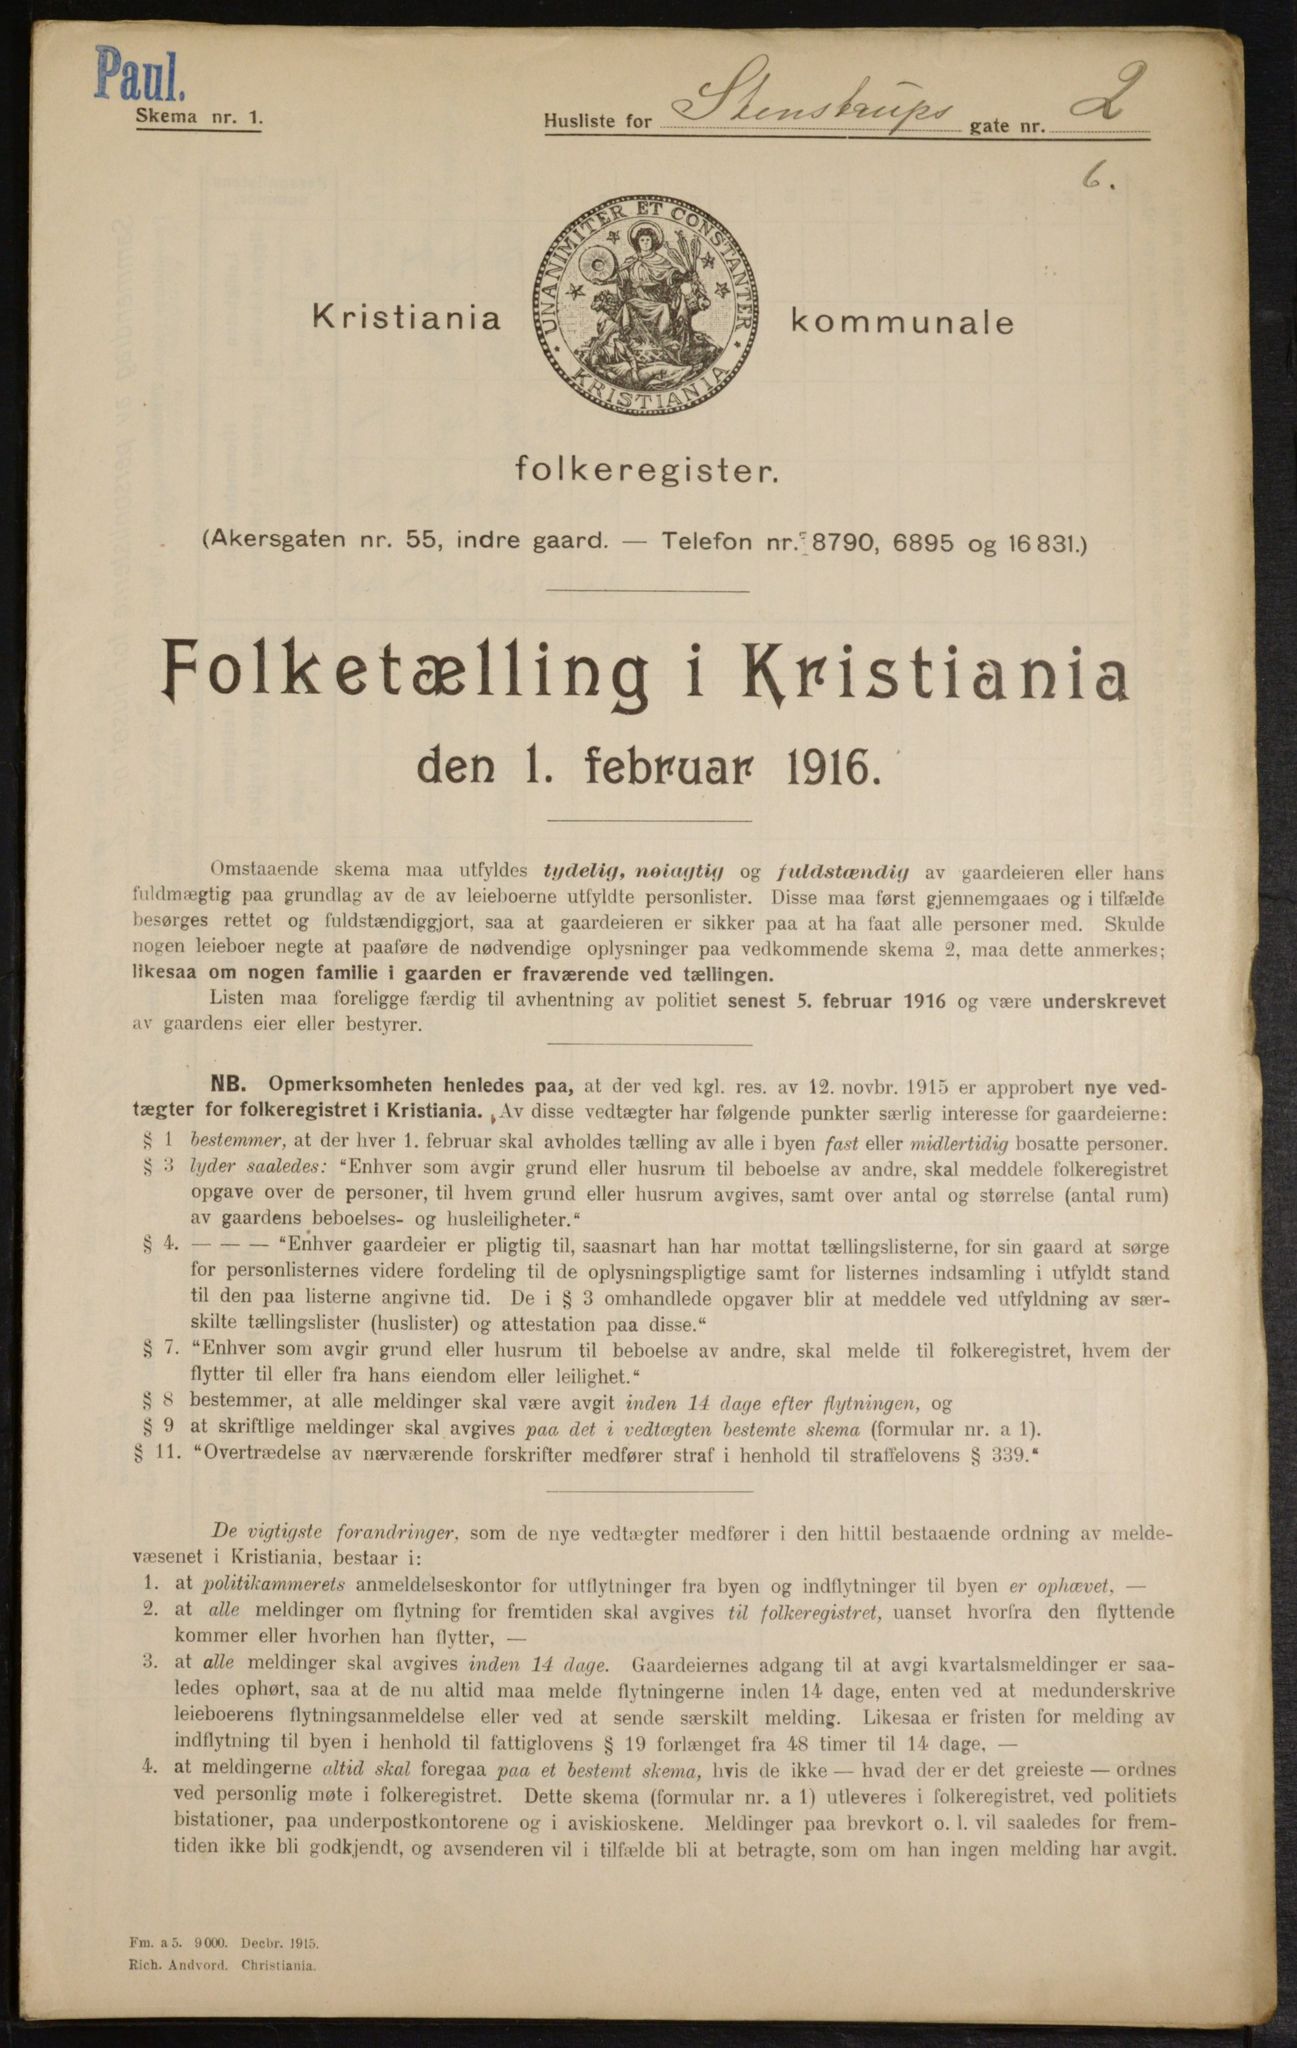 Paul.
Skema nr. 1.
Husliste for Stenstrups gate nr. 2
6.
UNANIMITER ET CONSTANTER
· KRISTIANIA ·
Kristiania kommunale
folkeregister.
(Akersgaten nr. 55, indre gaard. — Telefon nr. 8790, 6895 og 16 831.)
Folketælling i Kristiania
den 1. februar 1916.
Omstaaende skema maa utfyldes tydelig, nøiagtig og fuldstændig av gaardeieren eller hans
fuldmægtig paa grundlag av de av leieboerne utfyldte personlister. Disse maa først gjennemgaaes og i tilfælde
besørges rettet og fuldstændiggjort, saa at gaardeieren er sikker paa at ha faat alle personer med. Skulde
nogen leieboer negte at paaføre de nødvendige oplysninger paa vedkommende skema 2, maa dette anmerkes;
likesaa om nogen familie i gaarden er fraværende ved tællingen.
Listen maa foreligge færdig til avhentning av politiet senest 5. februar 1916 og være underskrevet
av gaardens eier eller bestyrer.
NB. Opmerksomheten henledes paa, at der ved kgl. res. av 12. novbr. 1915 er approbert nye ved-
tægter for folkeregistret i Kristiania. Av disse vedtægter har følgende punkter særlig interesse for gaardeierne:
§ 1 bestemmer, at der hver 1. februar skal avholdes tælling av alle i byen fast eller midlertidig bosatte personer.
§ 3 lyder saaledes: “Enhver som avgir grund eller husrum til beboelse av andre, skal meddele folkeregistret
opgave over de personer, til hvem grund eller husrum avgives, samt over antal og størrelse (antal rum)
av gaardens beboelses- og husleiligheter.“
§ 4. — — — “Enhver gaardeier er pligtig til, saasnart han har mottat tællingslisterne, for sin gaard at sørge
for personlisternes videre fordeling til de oplysningspligtige samt for listernes indsamling i utfyldt stand
til den paa listerne angivne tid. De i § 3 omhandlede opgaver blir at meddele ved utfyldning av sær-
skilte tællingslister (huslister) og attestation paa disse.“
§ 7. “Enhver som avgir grund eller husrum til beboelse av andre, skal melde til folkeregistret, hvem der
flytter til eller fra hans eiendom eller leilighet.“
§ 8 bestemmer, at alle meldinger skal være avgit inden 14 dage efter flytningen, og
§ 9 at skriftlige meldinger skal avgives paa det i vedtægten bestemte skema (formular nr. a 1).
§ 11. “Overtrædelse av nærværende forskrifter medfører straf i henhold til straffelovens § 339.“
De vigtigste forandringer, som de nye vedtægter medfører i den hittil bestaaende ordning av melde-
væsenet i Kristiania, bestaar i:
1. at politikammerets anmeldelseskontor for utflytninger fra byen og indflytninger til byen er ophævet, —
2. at alle meldinger om flytning for fremtiden skal avgives til folkeregistret, uanset hvorfra den flyttende
kommer eller hvorhen han flytter, —
3. at alle meldinger skal avgives inden 14 dage. Gaardeiernes adgang til at avgi kvartalsmeldinger er saa-
ledes ophørt, saa at de nu altid maa melde flytningerne inden 14 dage, enten ved at medunderskrive
leieboerens flytningsanmeldelse eller ved at sende særskilt melding. Likesaa er fristen for melding av
indflytning til byen i henhold til fattiglovens § 19 forlænget fra 48 timer til 14 dage, —
4. at meldingerne altid skal foregaa paa et bestemt skema, hvis de ikke — hvad der er det greieste — ordnes
ved personlig møte i folkeregistret. Dette skema (formular nr. a 1) utleveres i folkeregistret, ved politiets
bistationer, paa underpostkontorene og i aviskioskene. Meldinger paa brevkort o. l. vil saaledes for frem-
tiden ikke bli godkjendt, og avsenderen vil i tilfælde bli at betragte, som om han ingen melding har avgit.
Fm. a 5. 9 000. Decbr. 1915.
Rich. Andvord. Christiania.